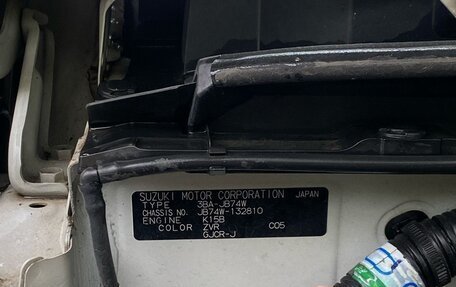 SUZUKI MOTOR CORPORATION JAPAN
TYPE 3BA-JB74W
CHASSIS NO. JB74W-132810
ENGINE K15B
COLOR ZVR C05
GJCR-J